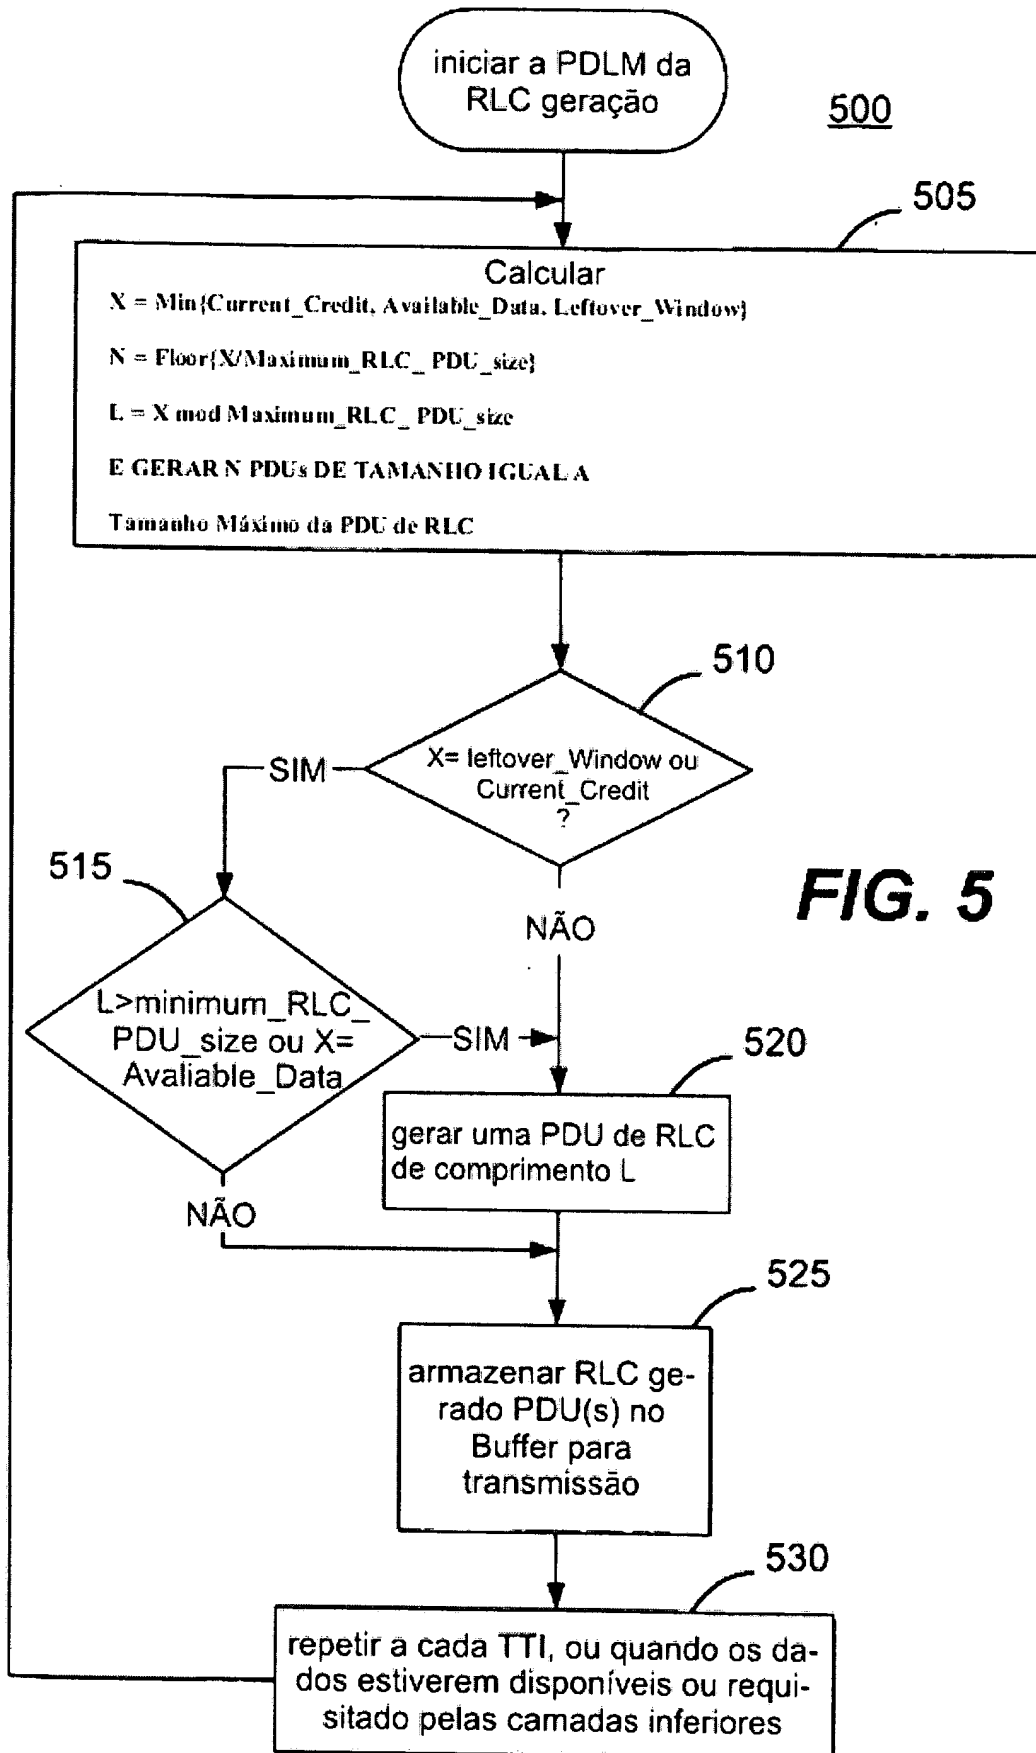 iniciar a PDLM da
RLC geração
500
505
Calcular
X = Min{Current_Credit, Available_Data, Leftover_Window}
N = Floor{X/Maximum_RLC_ PDU_size}
L = X mod Maximum_RLC_ PDU_size
E GERAR N PDUs DE TAMANHO IGUAL A
Tamanho Máximo da PDU de RLC
510
X= leftover_Window ou
Current_Credit
?
SIM
515
NÃO
FIG. 5
L>minimum_RLC_
PDU_size ou X=
Avaliable_Data
SIM
520
gerar uma PDU de RLC
de comprimento L
NÃO
525
armazenar RLC ge-
rado PDU(s) no
Buffer para
transmissão
530
repetir a cada TTI, ou quando os da-
dos estiverem disponíveis ou requi-
sitado pelas camadas inferiores